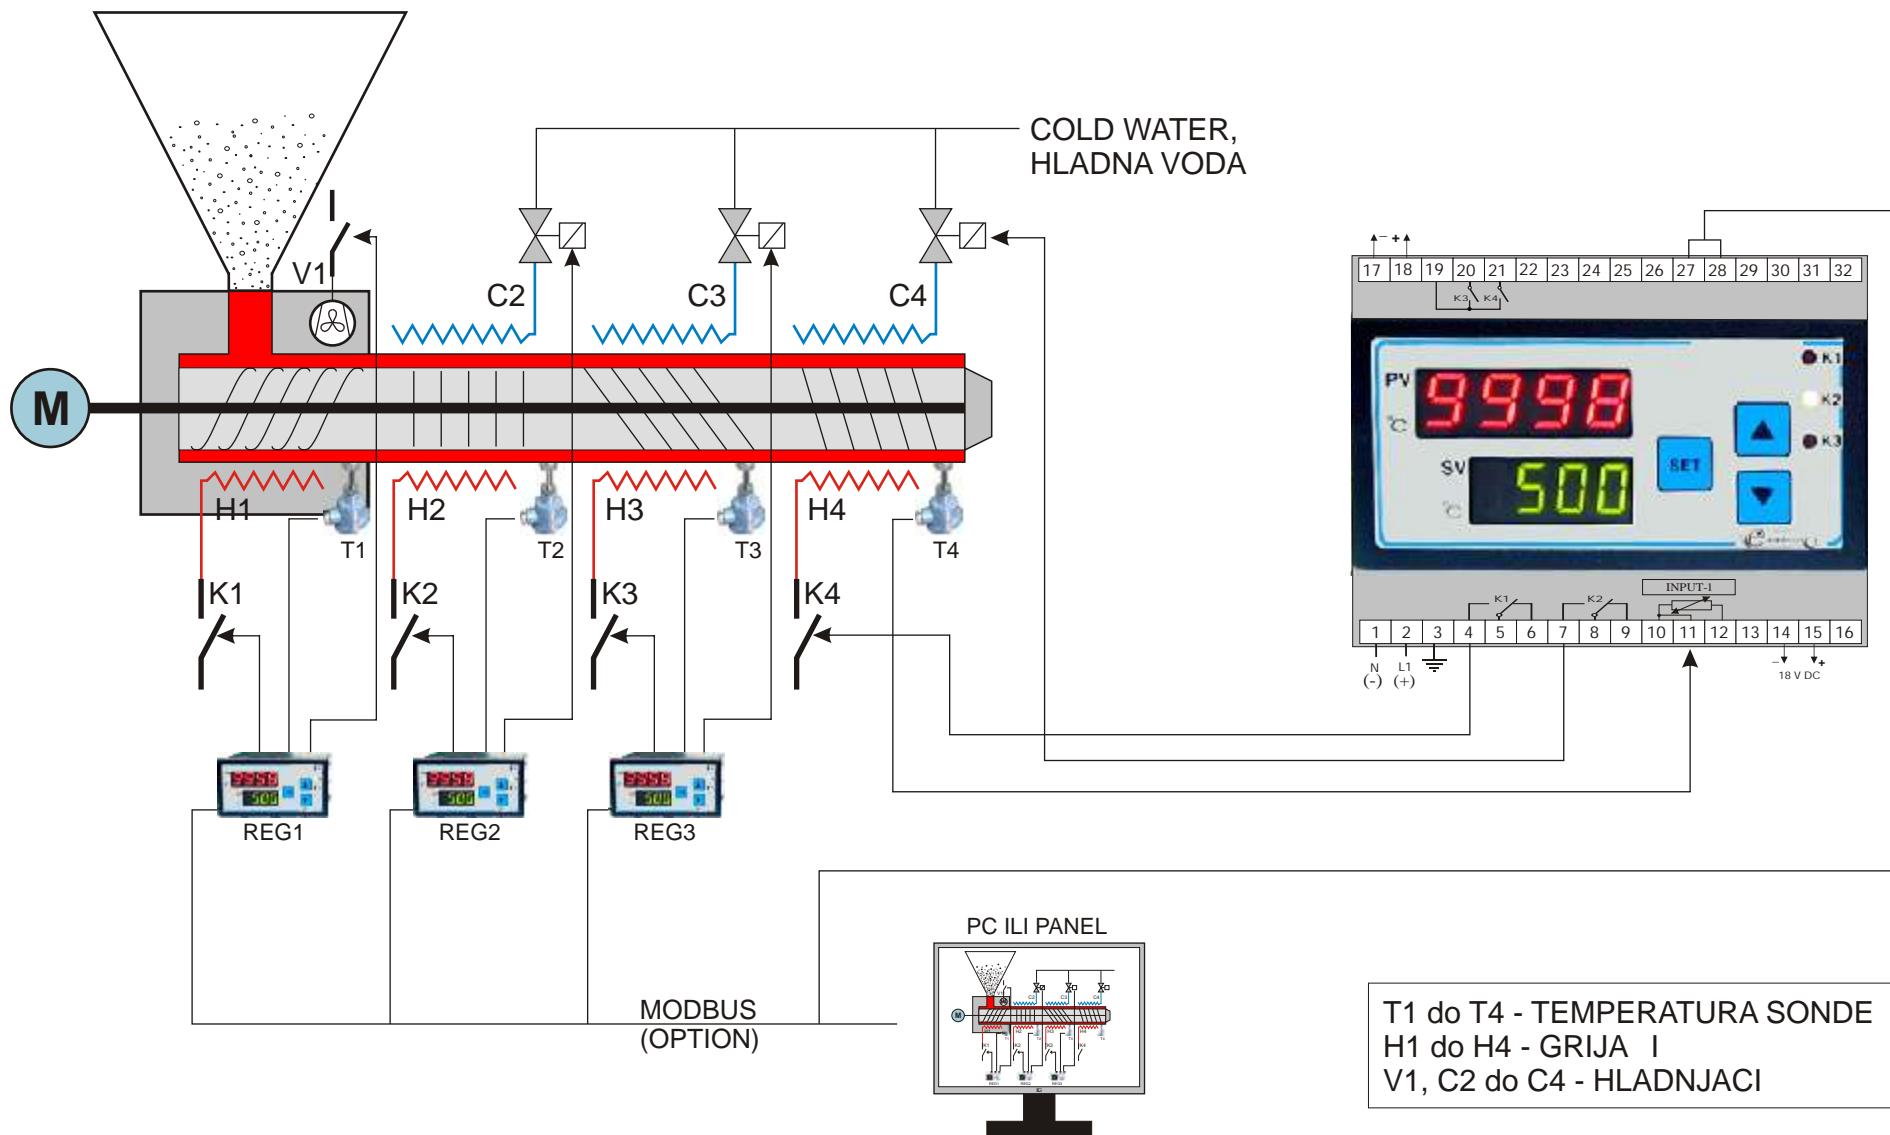 COLD WATER,
HLADNA VODA
V1
C2
C3
C4
M
H1
H2
H3
H4
T1
T2
T3
T4
K1
K2
K3
K4
REG1
REG2
REG3
MODBUS
(OPTION)
PC ILI PANEL
− +
17 18 19 20 21 22 23 24 25 26 27 28 29 30 31 32
K3 K4
PV
9998
°C
SV
500
°C
SET
K1
K2
K3
INPUT-1
K1 K2
1 2 3 4 5 6 7 8 9 10 11 12 13 14 15 16
N L1
(-) (+)
− +
18 V DC
T1 do T4 - TEMPERATURA SONDE
H1 do H4 - GRIJA I
V1, C2 do C4 - HLADNJACI